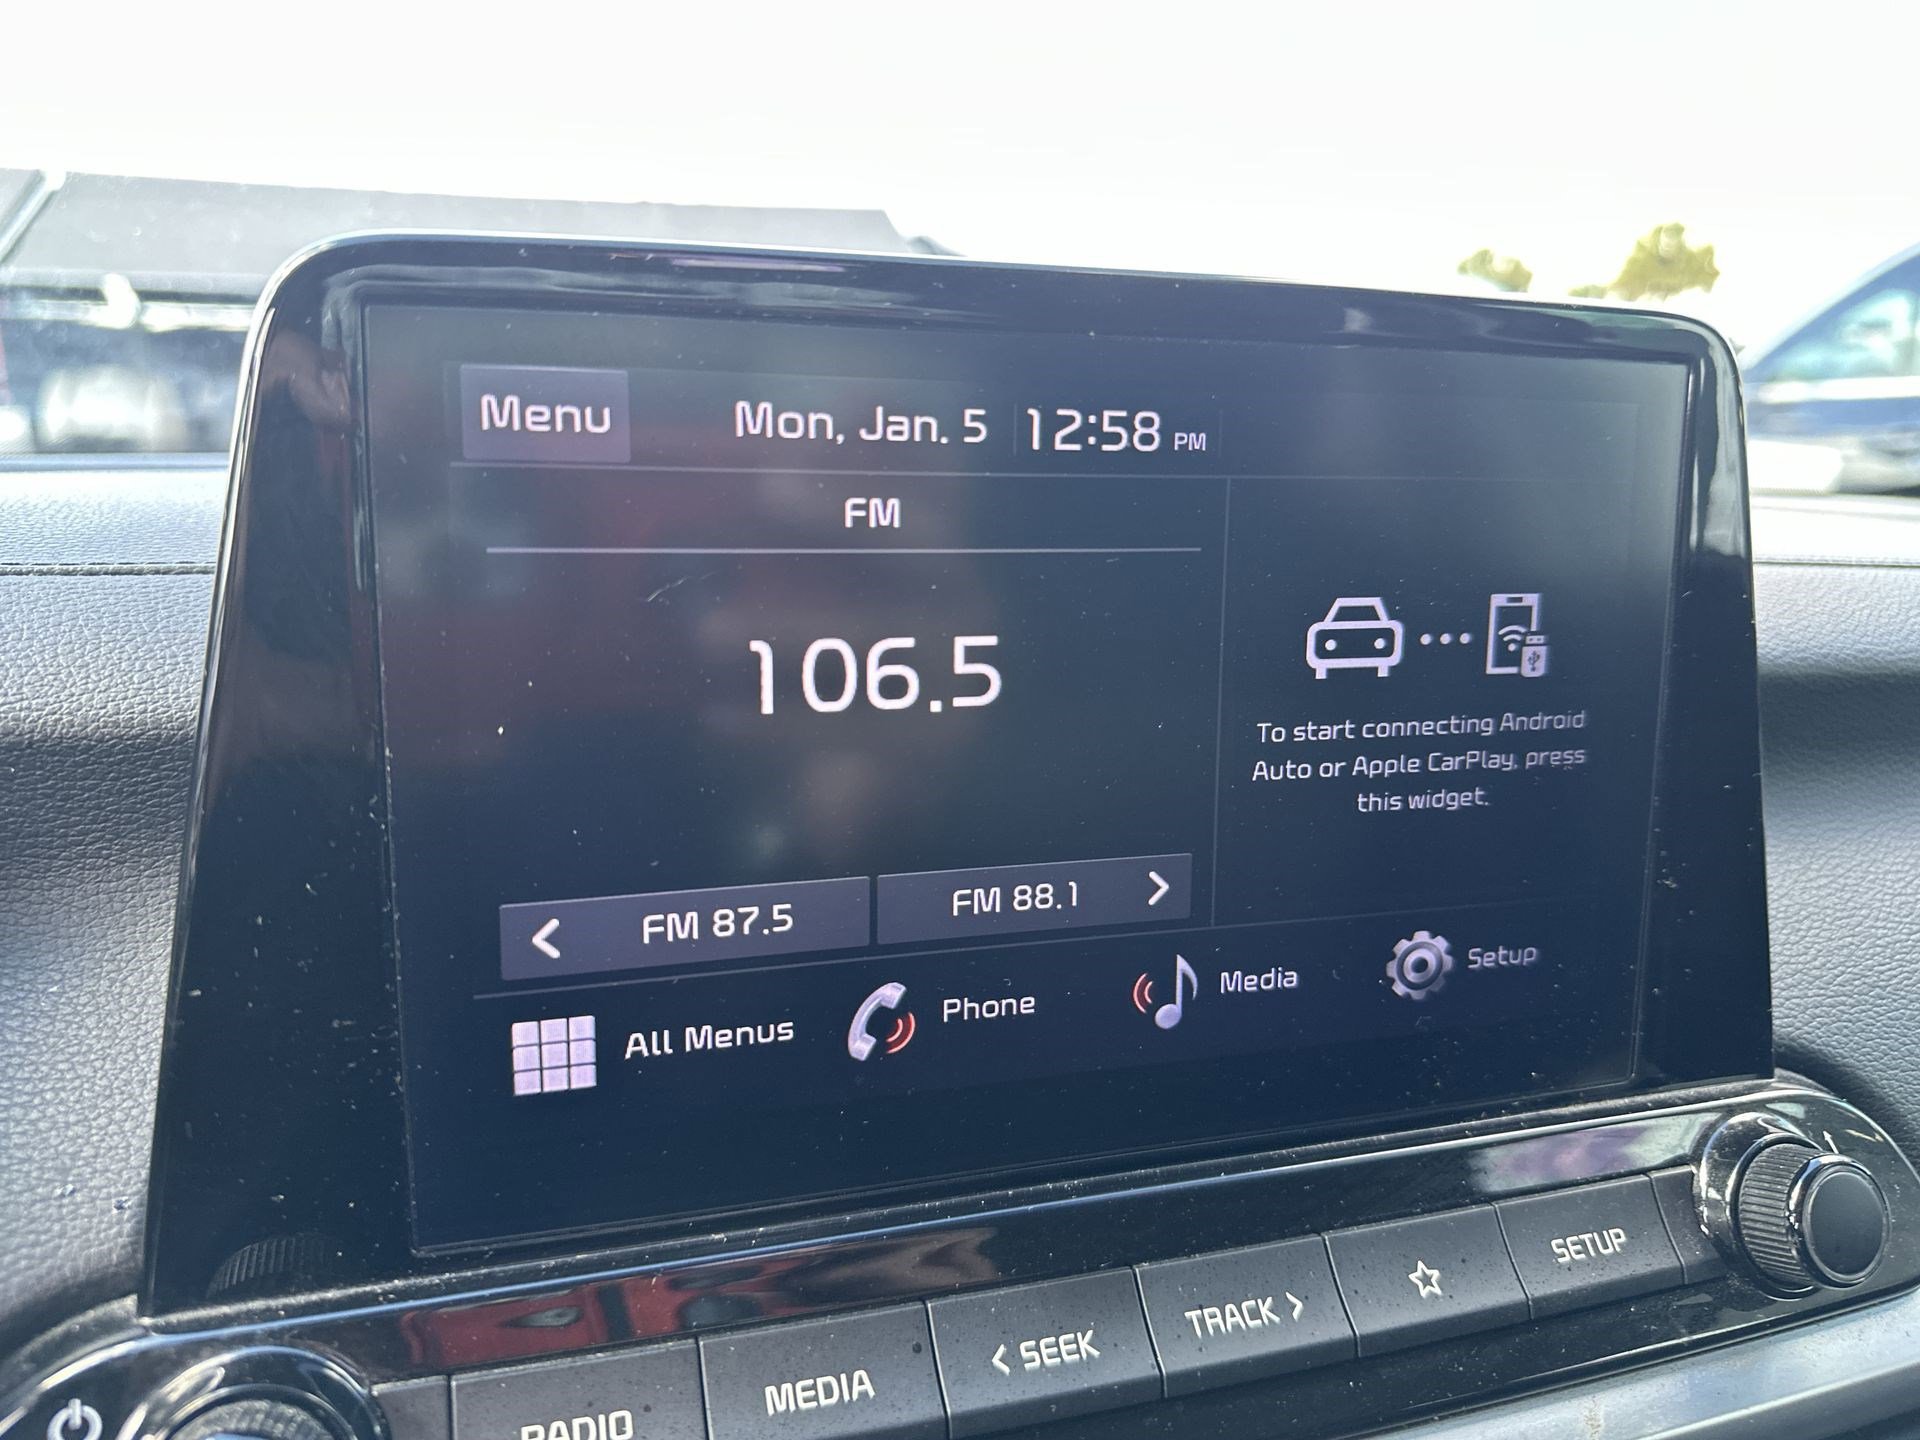 Menu
Mon, Jan. 5
12:58 PM
FM
106.5
To start connecting Android
Auto or Apple CarPlay, press
this widget.
< FM 87.5
FM 88.1 >
All Menus
Phone
Media
Setup
RADIO
MEDIA
< SEEK
TRACK >
SETUP